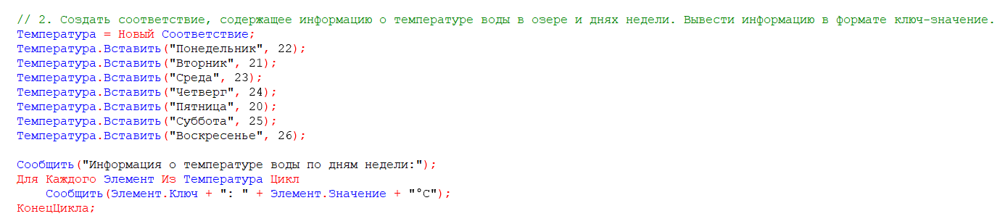 // 2. Создать соответствие, содержащее информацию о температуре воды в озере и днях недели. Вывести информацию в формате ключ-значение.
Температура = Новый Соответствие;
Температура.Вставить("Понедельник", 22);
Температура.Вставить("Вторник", 21);
Температура.Вставить("Среда", 23);
Температура.Вставить("Четверг", 24);
Температура.Вставить("Пятница", 20);
Температура.Вставить("Суббота", 25);
Температура.Вставить("Воскресенье", 26);
Сообщить("Информация о температуре воды по дням недели:");
Для Каждого Элемент Из Температура Цикл
    Сообщить(Элемент.Ключ + ": " + Элемент.Значение + "°C");
КонецЦикла;